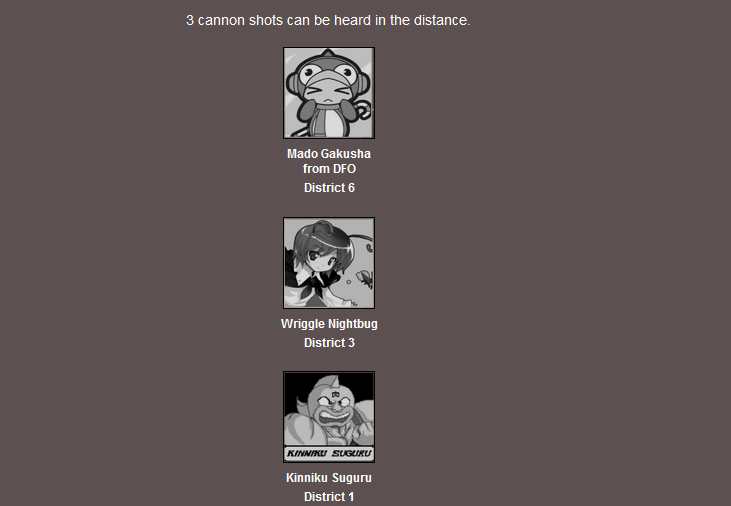 3 cannon shots can be heard in the distance.
Mado Gakusha
from DFO
District 6
Wriggle Nightbug
District 3
KINNIKU SUGURU
Kinniku Suguru
District 1